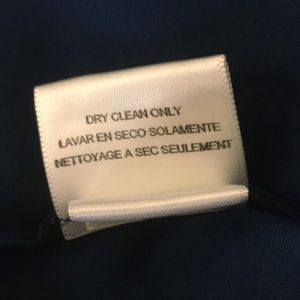 DRY CLEAN ONLY
LAVAR EN SECO SOLAMENTE
NETTOYAGE A SEC SEULEMENT